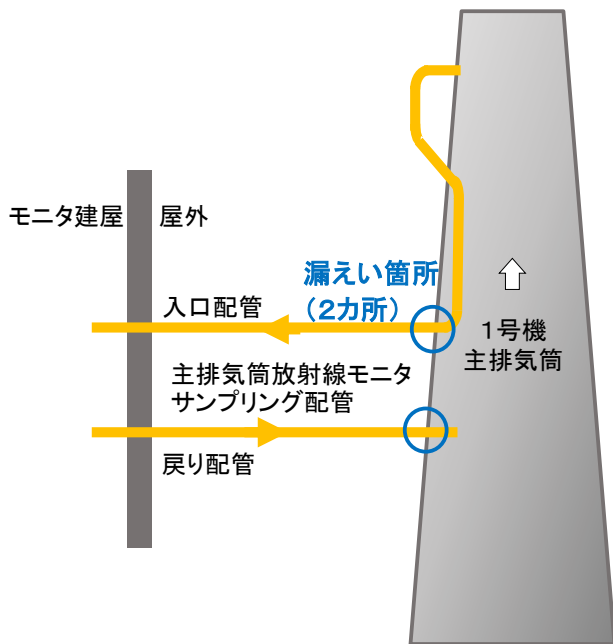 モニタ建屋
屋外
漏えい箇所
(2カ所)
入口配管
1号機
主排気筒
主排気筒放射線モニタ
サンプリング配管
戻り配管